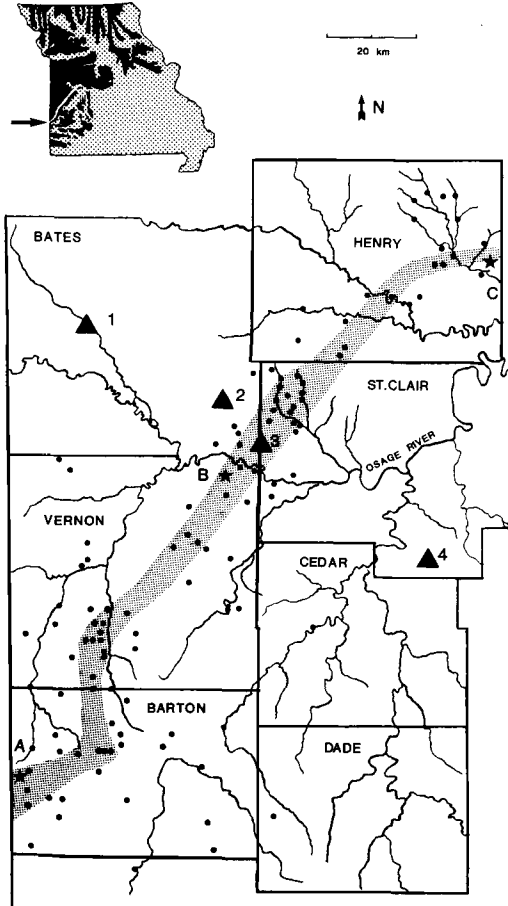 20 km
N
BATES
HENRY
C
1
2
ST. CLAIR
3
OSAGE RIVER
B
VERNON
4
CEDAR
BARTON
A
DADE